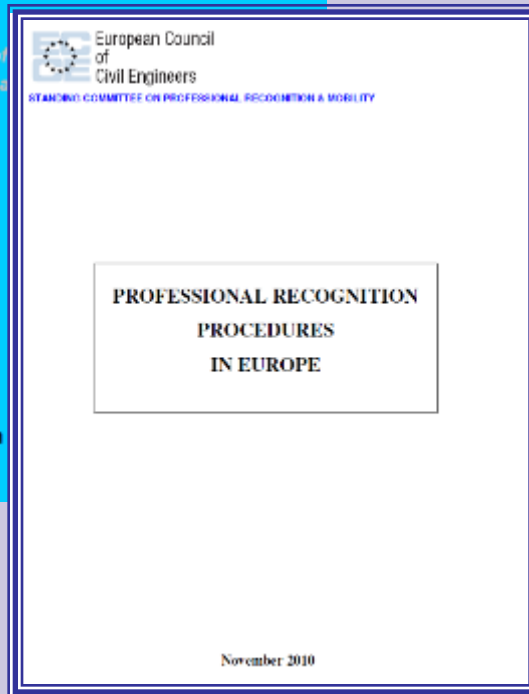 European Council
of
Civil Engineers
STANDING COMMITTEE ON PROFESSIONAL RECOGNITION & MOBILITY
PROFESSIONAL RECOGNITION
PROCEDURES
IN EUROPE
November 2010